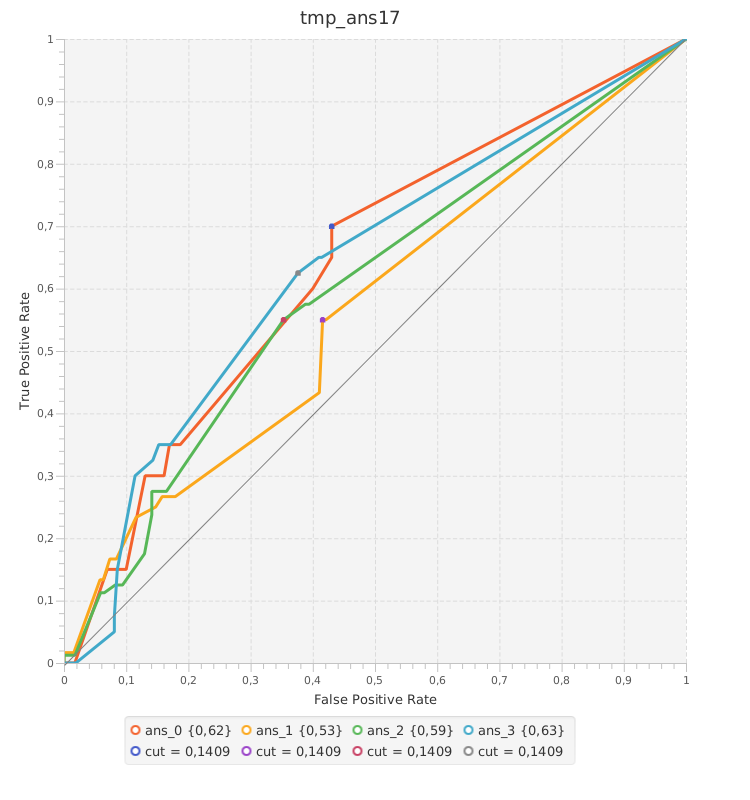 tmp_ans17
1
0,9
0,8
0,7
0,6
0,5
0,4
0,3
0,2
0,1
0
True Positive Rate
0 0,1 0,2 0,3 0,4 0,5 0,6 0,7 0,8 0,9 1
False Positive Rate
ans_0 {0,62} ans_1 {0,53} ans_2 {0,59} ans_3 {0,63}
cut = 0,1409 cut = 0,1409 cut = 0,1409 cut = 0,1409